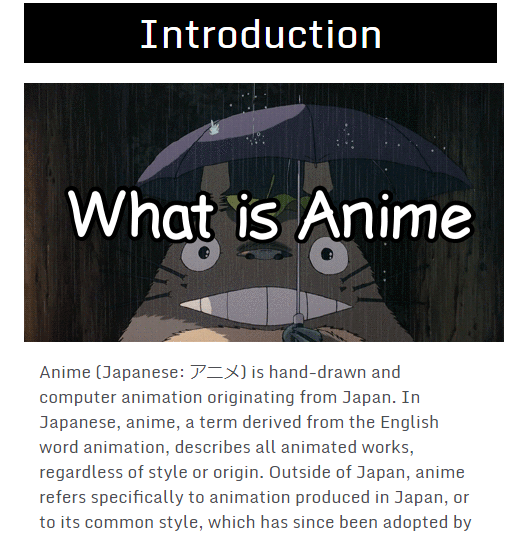 Introduction
What is Anime
Anime (Japanese: アニメ) is hand-drawn and
computer animation originating from Japan. In
Japanese, anime, a term derived from the English
word animation, describes all animated works,
regardless of style or origin. Outside of Japan, anime
refers specifically to animation produced in Japan, or
to its common style, which has since been adopted by